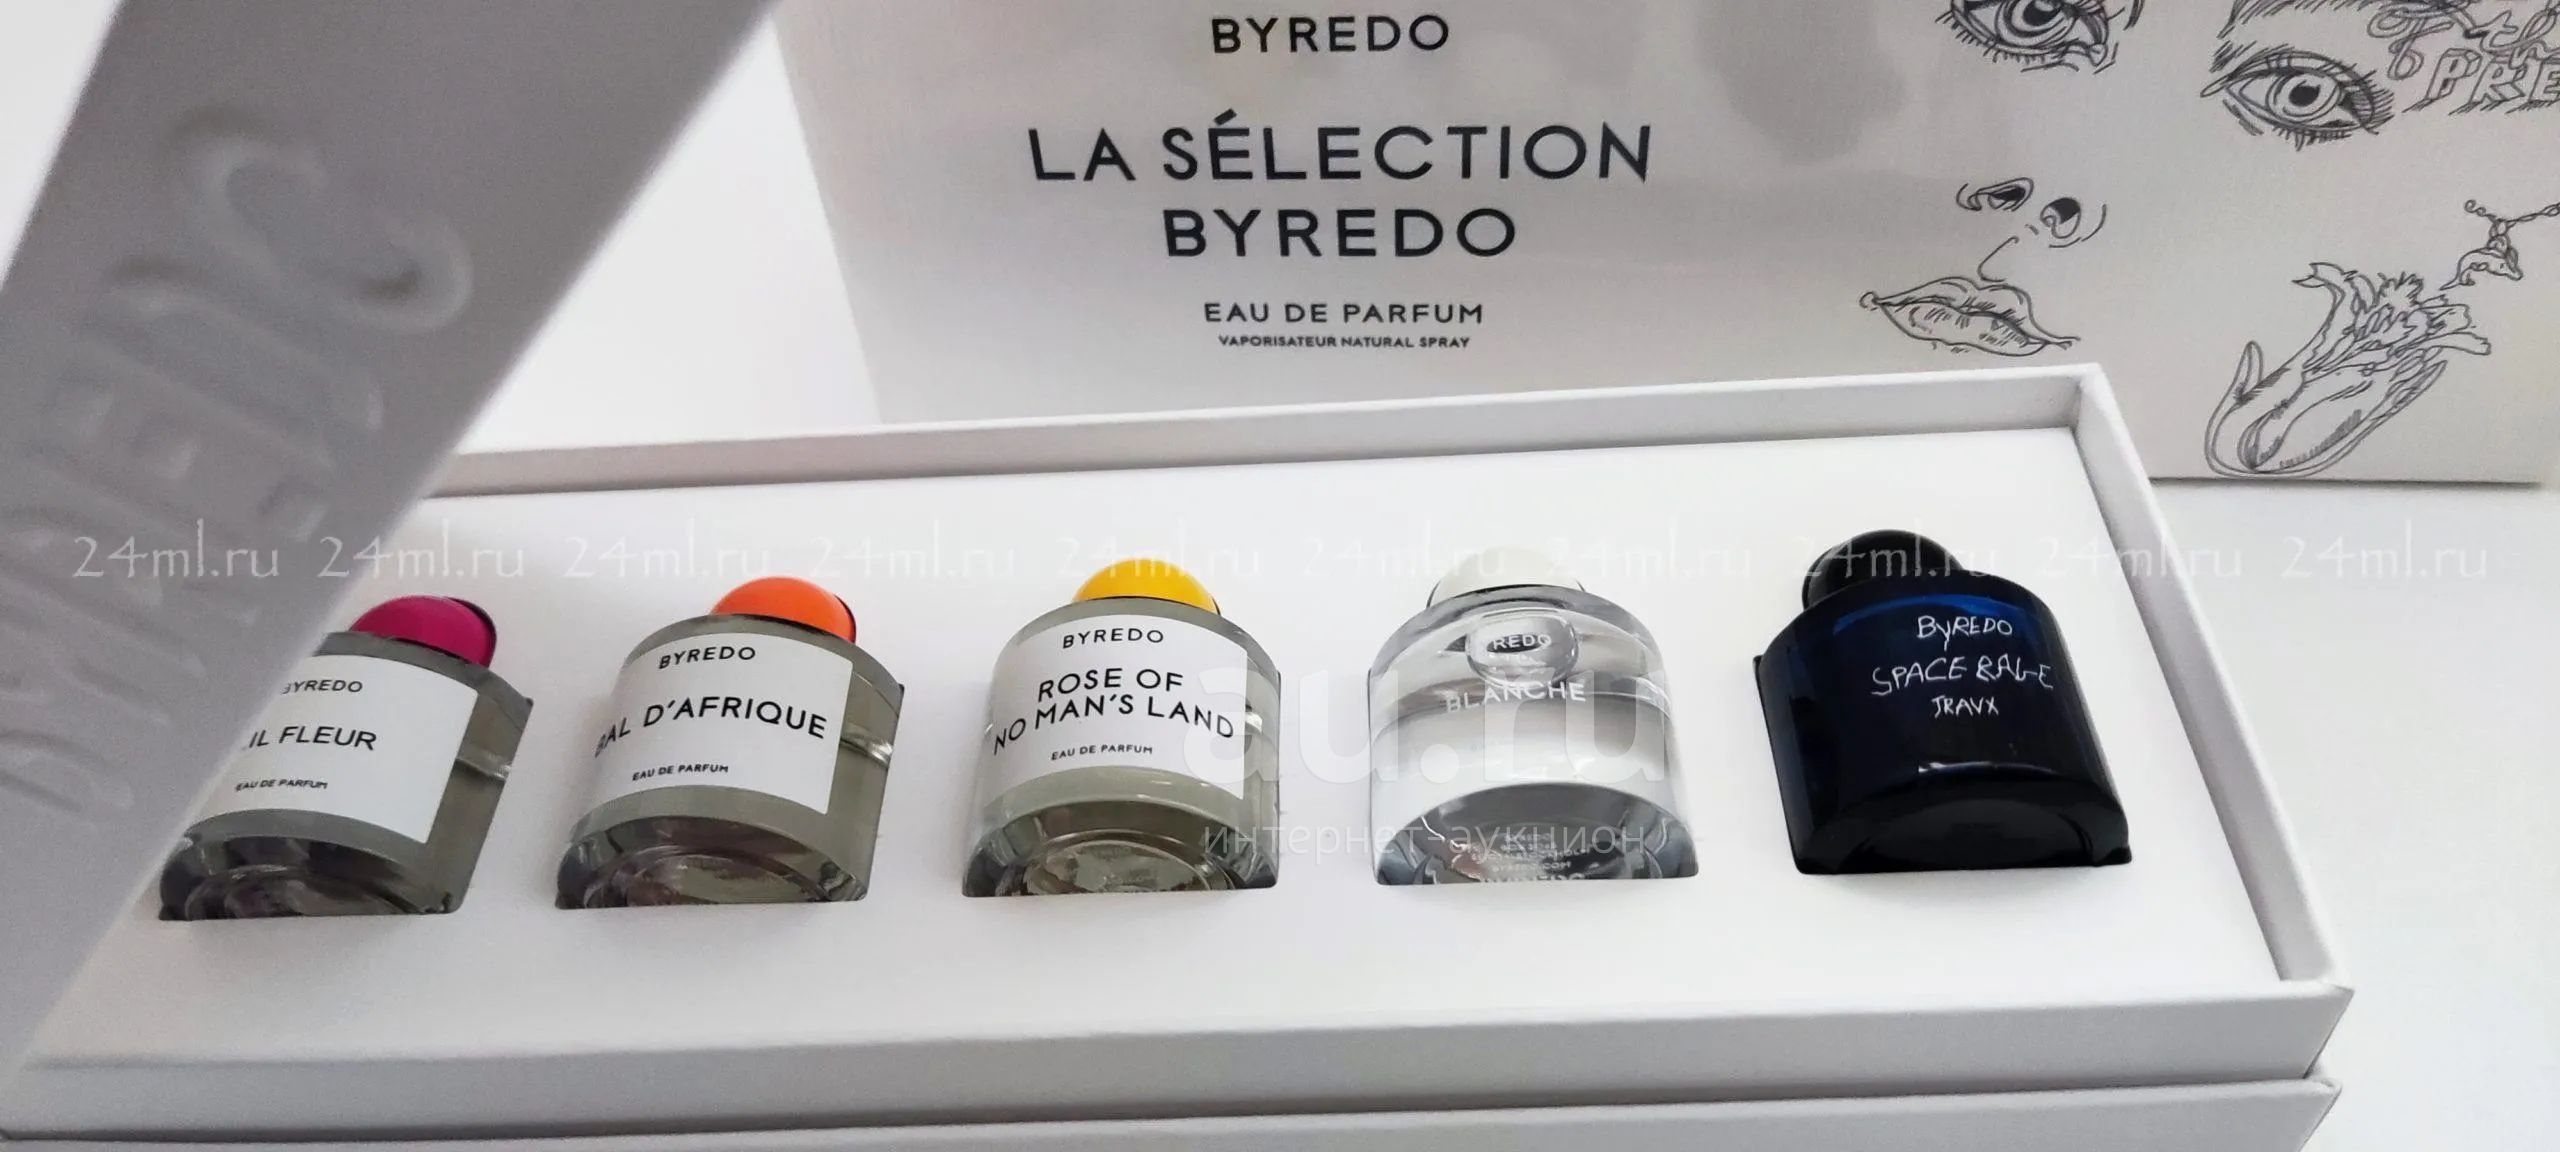 BYREDO
LA SÉLECTION
BYREDO
EAU DE PARFUM
VAPORISATEUR NATURAL SPRAY
PRE
24ml.ru 24ml.ru 24ml.ru 24ml.ru 24ml.ru 24ml.ru 24ml.ru 24ml.ru 24ml.ru 24ml.ru
BYREDO
LIL FLEUR
EAU DE PARFUM
BYREDO
BAL D'AFRIQUE
EAU DE PARFUM
BYREDO
ROSE OF
NO MAN'S LAND
EAU DE PARFUM
REDO
BLANCHE
BYREDO
SPACE RAGE
TRAVX
au.ru
интернет-аукцион